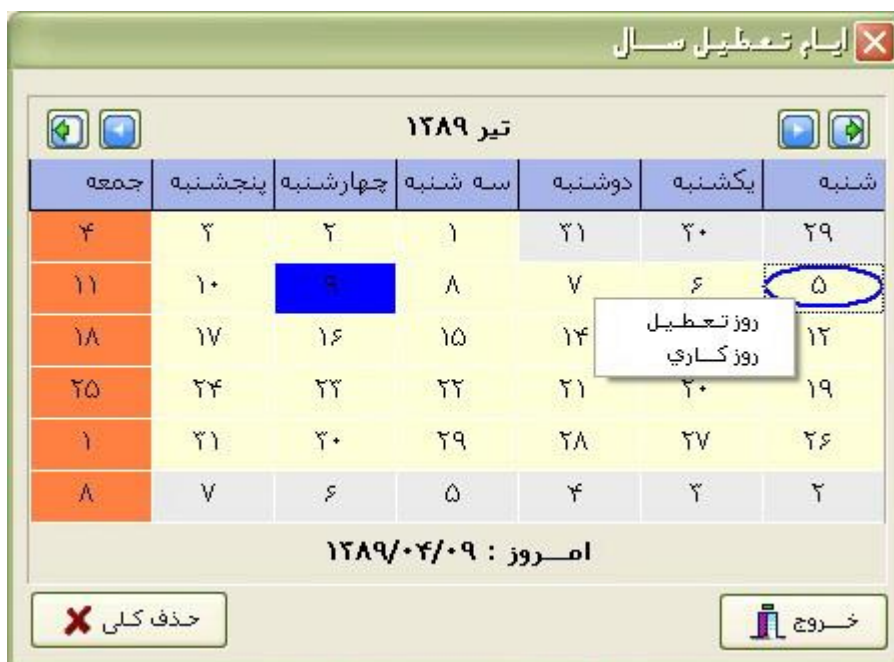 ایام تعطیل سال
تیر ۱۳۸۹
شنبه یکشنبه دوشنبه سه شنبه چهارشنبه پنجشنبه جمعه
۲۹ ۳۰ ۳۱ ۱ ۲ ۳ ۴
۵ ۶ ۷ ۸ ۹ ۱۰ ۱۱
روز تعطیل
روز کاري
۱۲ ۱۴ ۱۵ ۱۶ ۱۷ ۱۸
۱۹ ۲۰ ۲۱ ۲۲ ۲۳ ۲۴ ۲۵
۲۶ ۲۷ ۲۸ ۲۹ ۳۰ ۳۱ ۱
۲ ۳ ۴ ۵ ۶ ۷ ۸
امروز : ۱۳۸۹/۰۴/۰۹
خروج
حذف کلی